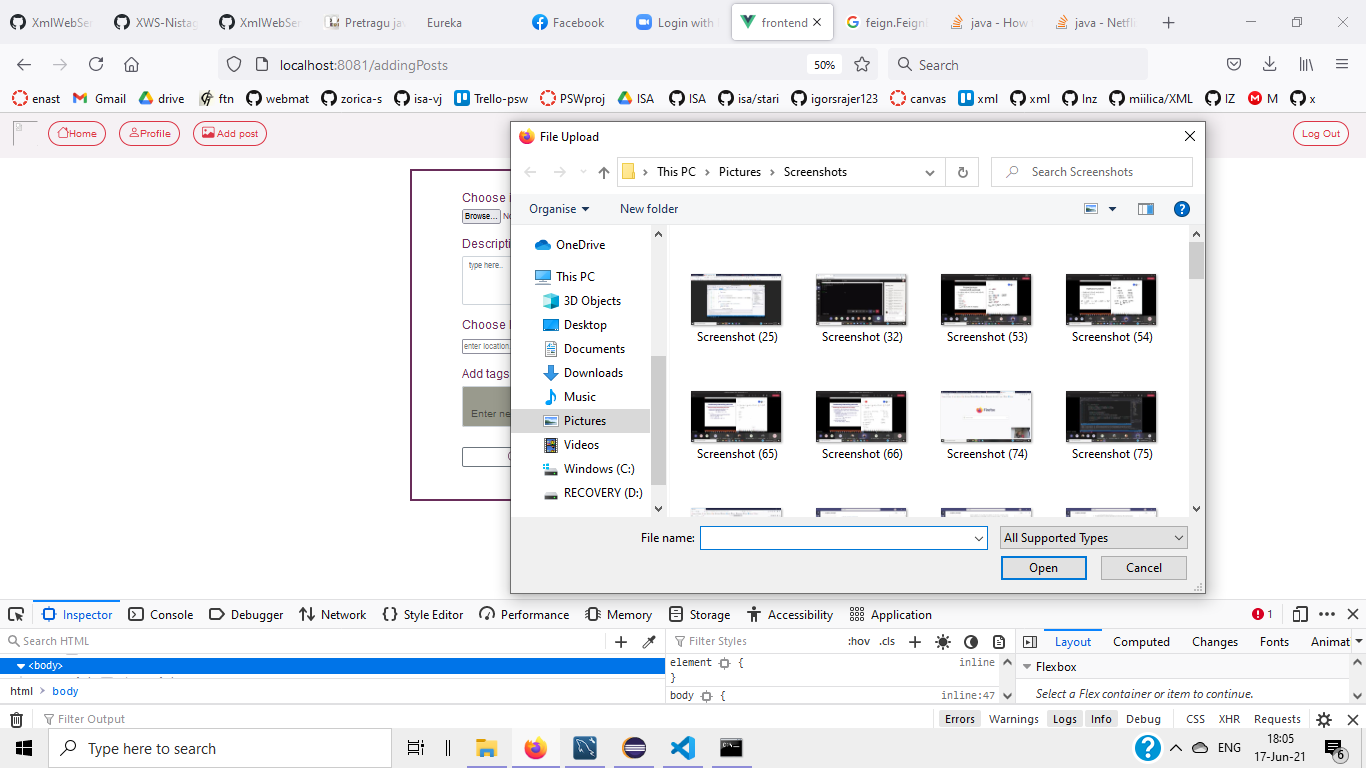 XmlWebSer
XWS-Nistag
XmlWebSer
Pretragu jav
Eureka
Facebook
Login with
frontend
feign.Feign
java - How
java - Netfli
localhost:8081/addingPosts
50%
Search
enast
Gmail
drive
ftn
webmat
zorica-s
isa-vj
Trello-psw
PSWproj
ISA
ISA
isa/stari
igorsrajer123
canvas
xml
xml
Inz
miilica/XML
IZ
M
x
Home
Profile
Add post
Log Out
Choose
Browse...
Descripti
type here..
Choose
enter location
Add tags
Enter ne
File Upload
This PC
Pictures
Screenshots
Search Screenshots
Organise
New folder
OneDrive
This PC
3D Objects
Desktop
Documents
Downloads
Music
Pictures
Videos
Windows (C:)
RECOVERY (D:)
Screenshot (25)
Screenshot (32)
Screenshot (53)
Screenshot (54)
Screenshot (65)
Screenshot (66)
Screenshot (74)
Screenshot (75)
File name:
All Supported Types
Open
Cancel
Inspector
Console
Debugger
Network
Style Editor
Performance
Memory
Storage
Accessibility
Application
1
Search HTML
Filter Styles
:hov
.cls
Layout
Computed
Changes
Fonts
Animat
<body>
element {
inline
}
body {
inline:47
Flexbox
Select a Flex container or item to continue.
html
body
Filter Output
Errors
Warnings
Logs
Info
Debug
CSS
XHR
Requests
Type here to search
ENG
18:05
17-Jun-21
6